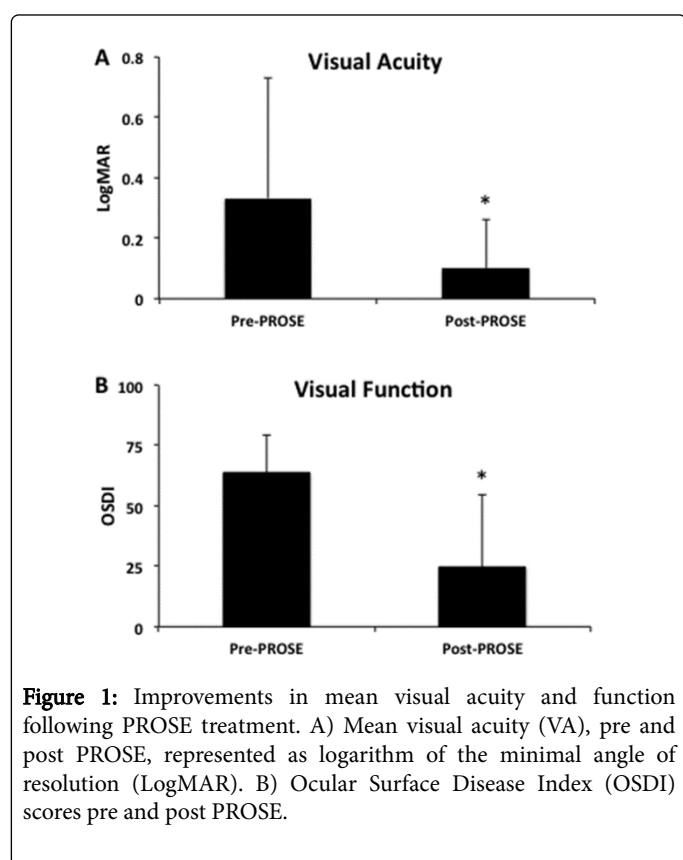 A
Visual Acuity
0.8
0.6
0.4
0.2
0
LogMAR
*
Pre-PROSE Post-PROSE
B
Visual Function
100
75
50
25
0
OSDI
*
Pre-PROSE Post-PROSE
Figure 1: Improvements in mean visual acuity and function
following PROSE treatment. A) Mean visual acuity (VA), pre and
post PROSE, represented as logarithm of the minimal angle of
resolution (LogMAR). B) Ocular Surface Disease Index (OSDI)
scores pre and post PROSE.